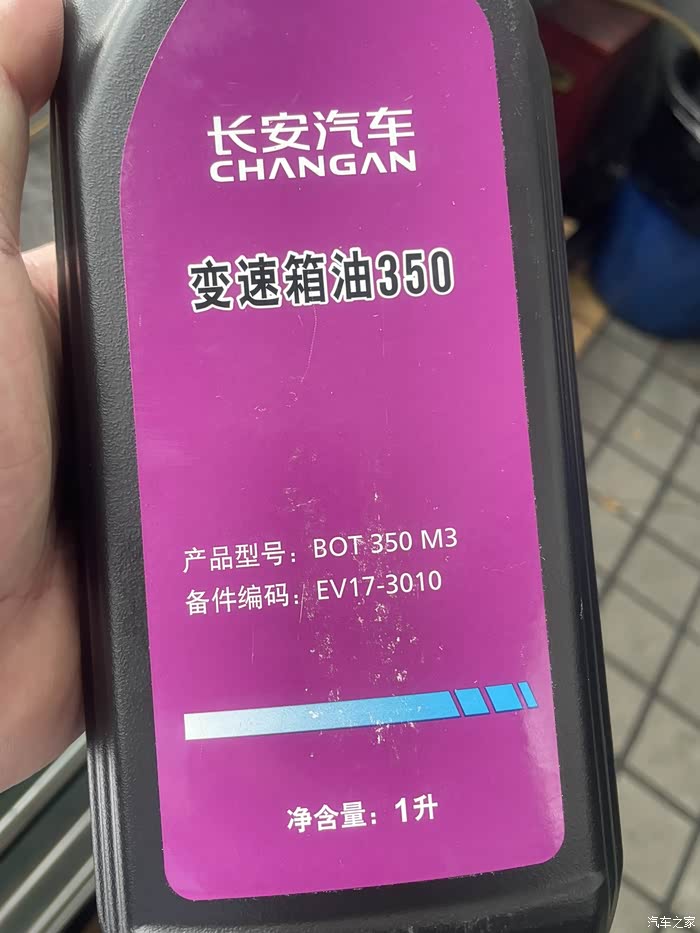 长安汽车
CHANGAN
变速箱油350
产品型号：BOT 350 M3
备件编码：EV17-3010
净含量：1升
汽车之家